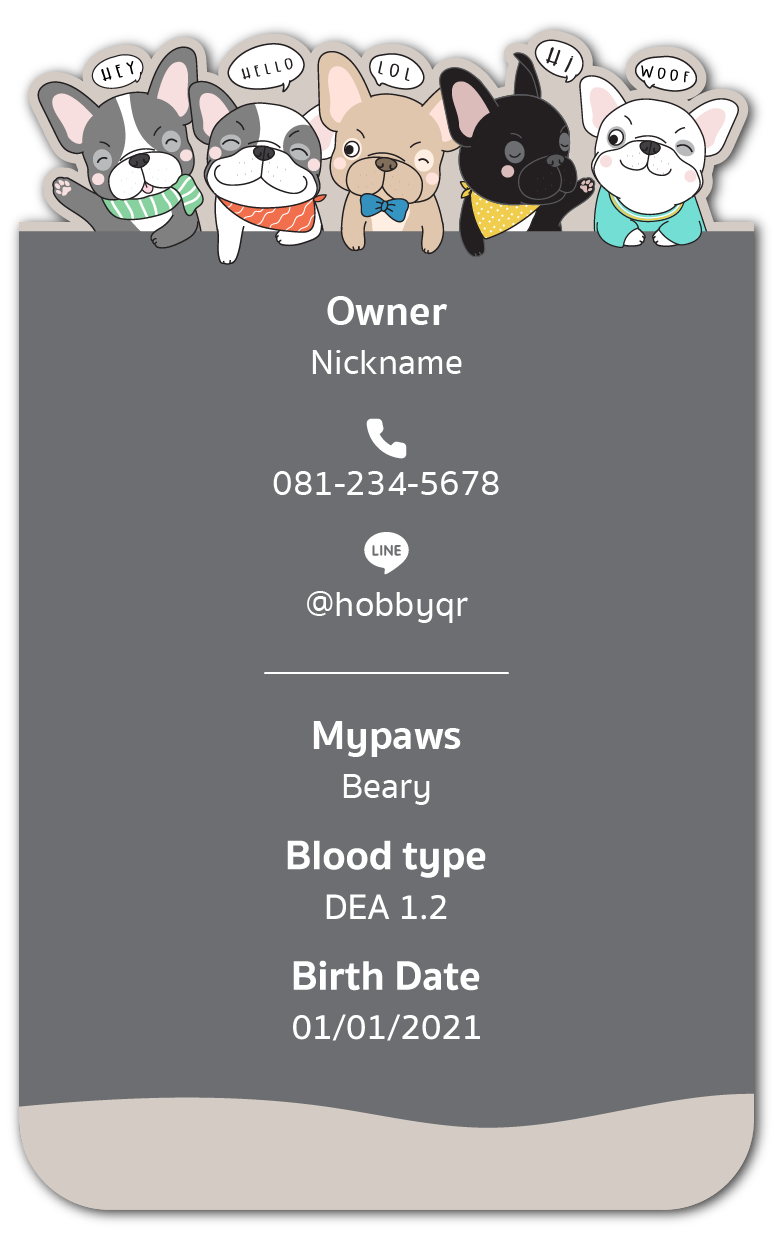 HEY
HELLO
LOL
Hi
WOOF
Owner
Nickname
081-234-5678
LINE
@hobbyqr
Mypaws
Beary
Blood type
DEA 1.2
Birth Date
01/01/2021